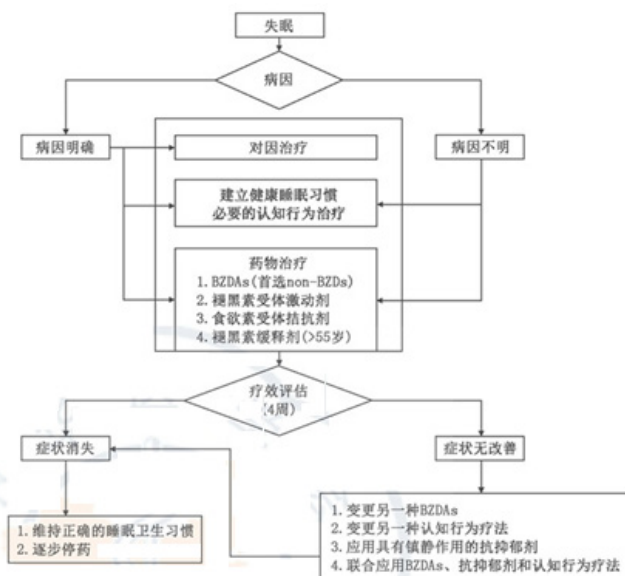 失眠
病因
病因明确
对因治疗
病因不明
建立健康睡眠习惯
必要的认知行为治疗
药物治疗
1. BZDAs(首选non-BZDs)
2. 褪黑素受体激动剂
3. 食欲素受体拮抗剂
4. 褪黑素缓释剂(>55岁)
疗效评估
(4周)
症状消失
症状无改善
1. 维持正确的睡眠卫生习惯
2. 逐步停药
1. 变更另一种BZDAs
2. 变更另一种认知行为疗法
3. 应用具有镇静作用的抗抑郁剂
4. 联合应用BZDAs、抗抑郁剂和认知行为疗法